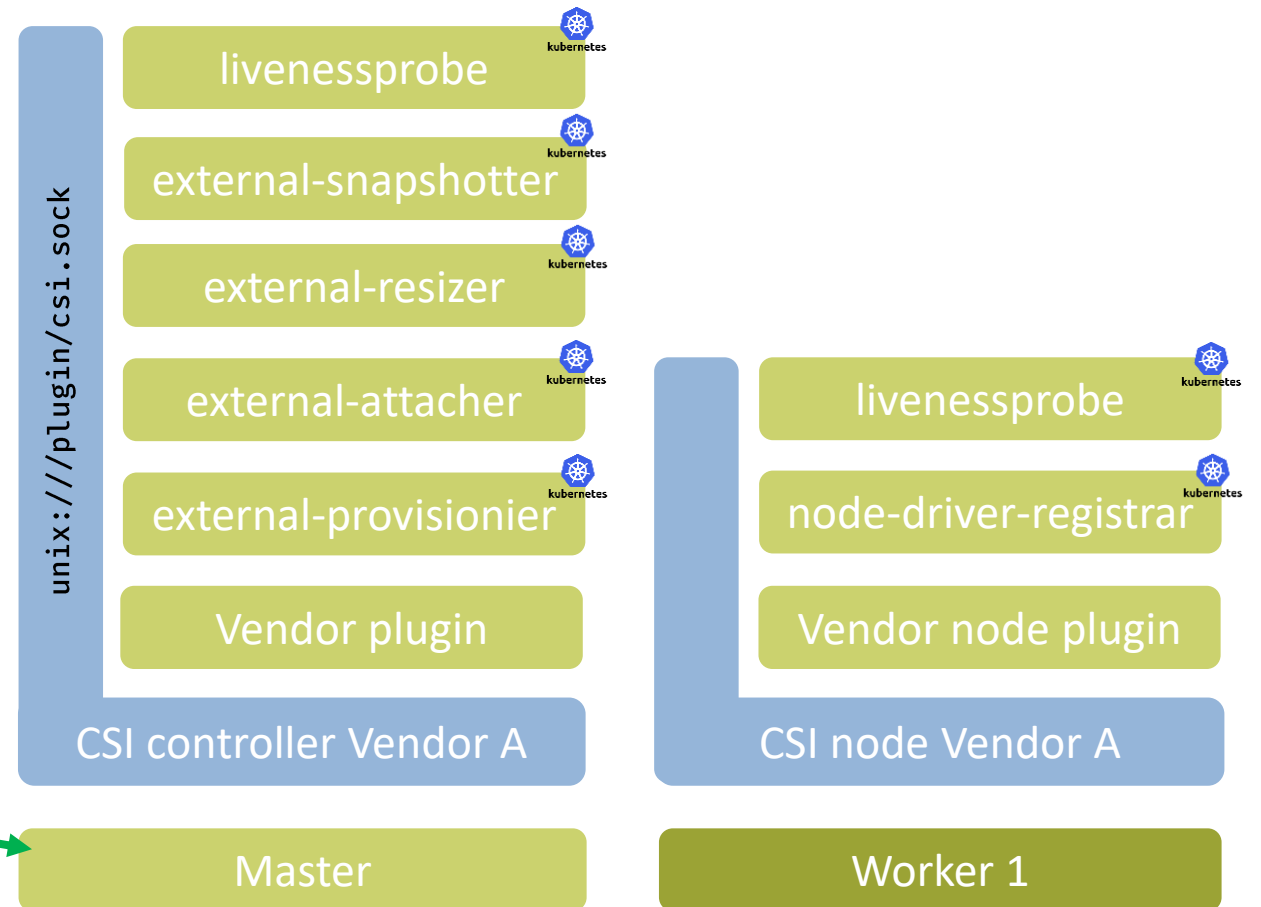 kubernetes
livenessprobe
kubernetes
external-snapshotter
kubernetes
external-resizer
kubernetes
external-attacher
kubernetes
external-provisionier
Vendor plugin
unix:///plugin/csi.sock
CSI controller Vendor A
Master
kubernetes
livenessprobe
kubernetes
node-driver-registrar
Vendor node plugin
CSI node Vendor A
Worker 1